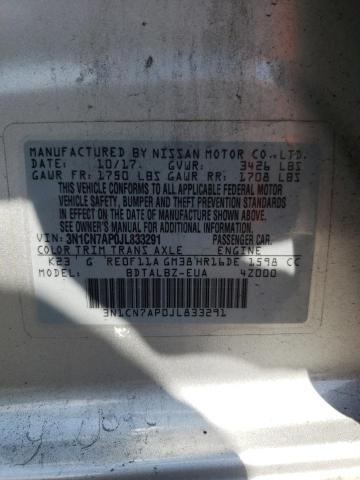 MANUFACTURED BY NISSAN MOTOR CO.,LTD.
DATE: 10/17. GVWR: 3426 LBS
GAWR FR: 1750 LBS GAWR RR: 1708 LBS
THIS VEHICLE CONFORMS TO ALL
APPLICABLE FEDERAL MOTOR VEHICLE
SAFETY, BUMPER, AND THEFT PREVENTION
STANDARDS IN EFFECT ON THE DATE
OF MANUFACTURE SHOWN ABOVE.
SEE OWNER'S MANUAL
FOR ADDITIONAL INFORMATION.
VIN: 3N1CN7AP0JL833291 PASSENGER CAR.
COLOR TRIM TRANS AXLE ENGINE
K23 G RE0F11A GM38 HR16DE 1598 CC
MODEL: BDTALBZ-EUA 4Z000
3N1CN7AP0JL833291